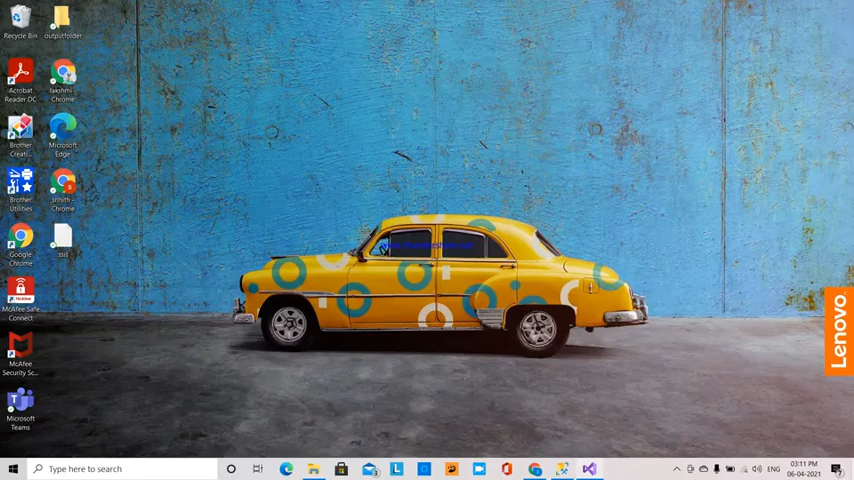 Recycle Bin
outputfolder
Acrobat
Reader DC
lakshmi -
Chrome
Brother
Creati...
Microsoft
Edge
Brother
Utilities
srihith -
Chrome
Google
Chrome
ssd
McAfee Safe
Connect
McAfee
Security Sc...
Microsoft
Teams
Lenovo
Type here to search
ENG
03:11 PM
06-04-2021